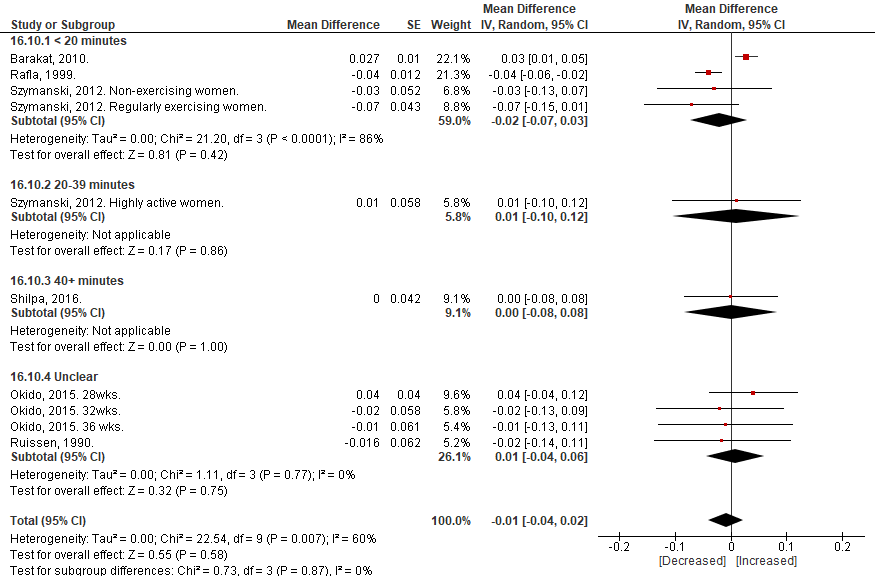 Mean Difference Mean Difference
Study or Subgroup Mean Difference SE Weight IV, Random, 95% CI IV, Random, 95% CI
16.10.1 < 20 minutes
Barakat, 2010. 0.027 0.01 22.1% 0.03 [0.01, 0.05]
Rafla, 1999. -0.04 0.012 21.3% -0.04 [-0.06, -0.02]
Szymanski, 2012. Non-exercising women. -0.03 0.052 6.8% -0.03 [-0.13, 0.07]
Szymanski, 2012. Regularly exercising women. -0.07 0.043 8.8% -0.07 [-0.15, 0.01]
Subtotal (95% CI) 59.0% -0.02 [-0.07, 0.03]
Heterogeneity: Tau² = 0.00; Chi² = 21.20, df = 3 (P < 0.0001); I² = 86%
Test for overall effect: Z = 0.81 (P = 0.42)
16.10.2 20-39 minutes
Szymanski, 2012. Highly active women. 0.01 0.058 5.8% 0.01 [-0.10, 0.12]
Subtotal (95% CI) 5.8% 0.01 [-0.10, 0.12]
Heterogeneity: Not applicable
Test for overall effect: Z = 0.17 (P = 0.86)
16.10.3 40+ minutes
Shilpa, 2016. 0 0.042 9.1% 0.00 [-0.08, 0.08]
Subtotal (95% CI) 9.1% 0.00 [-0.08, 0.08]
Heterogeneity: Not applicable
Test for overall effect: Z = 0.00 (P = 1.00)
16.10.4 Unclear
Okido, 2015. 28wks. 0.04 0.04 9.6% 0.04 [-0.04, 0.12]
Okido, 2015. 32wks. -0.02 0.058 5.8% -0.02 [-0.13, 0.09]
Okido, 2015. 36 wks. -0.01 0.061 5.4% -0.01 [-0.13, 0.11]
Ruissen, 1990. -0.016 0.062 5.2% -0.02 [-0.14, 0.11]
Subtotal (95% CI) 26.1% 0.01 [-0.04, 0.06]
Heterogeneity: Tau² = 0.00; Chi² = 1.11, df = 3 (P = 0.77); I² = 0%
Test for overall effect: Z = 0.32 (P = 0.75)
Total (95% CI) 100.0% -0.01 [-0.04, 0.02]
Heterogeneity: Tau² = 0.00; Chi² = 22.54, df = 9 (P = 0.007); I² = 60%
Test for overall effect: Z = 0.55 (P = 0.58)
Test for subgroup differences: Chi² = 0.73, df = 3 (P = 0.87), I² = 0%
-0.2 -0.1 0 0.1 0.2
[Decreased] [Increased]